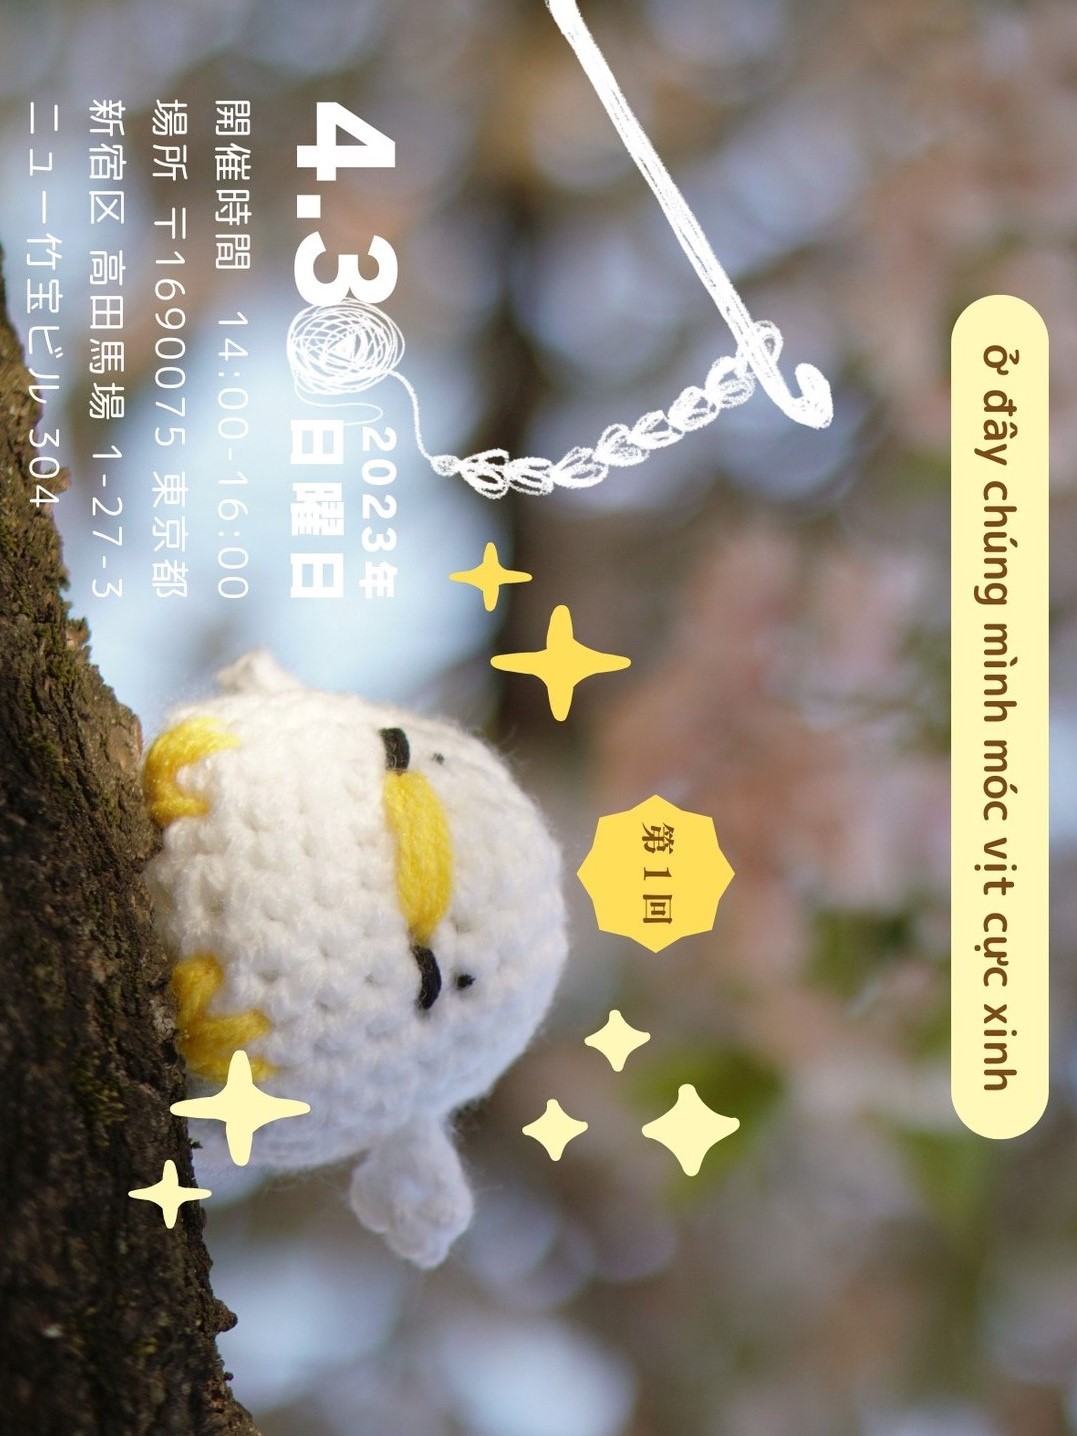 ở đây chúng mình móc vịt cực xinh
第1回
4.30
2023年
日曜日
開催時間 14:00-16:00
場所 〒1690075 東京都
新宿区 高田馬場 1-27-3
ニュー竹宝ビル 304